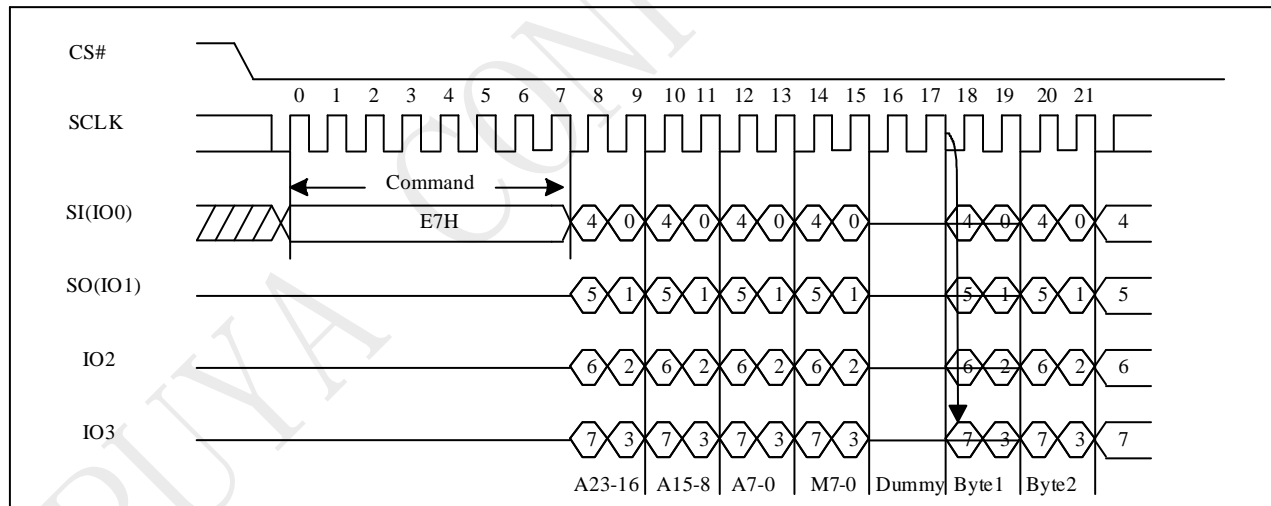 CS#
0 1 2 3 4 5 6 7 8 9 10 11 12 13 14 15 16 17 18 19 20 21
SCLK
Command
SI(IO0) E7H 4 0 4 0 4 0 4 0 4 0 4 0 4
SO(IO1) 5 1 5 1 5 1 5 1 5 1 5 1 5
IO2 6 2 6 2 6 2 6 2 6 2 6 2 6
IO3 7 3 7 3 7 3 7 3 7 3 7 3 7
A23-16 A15-8 A7-0 M7-0 Dummy Byte1 Byte2
PUYA CON